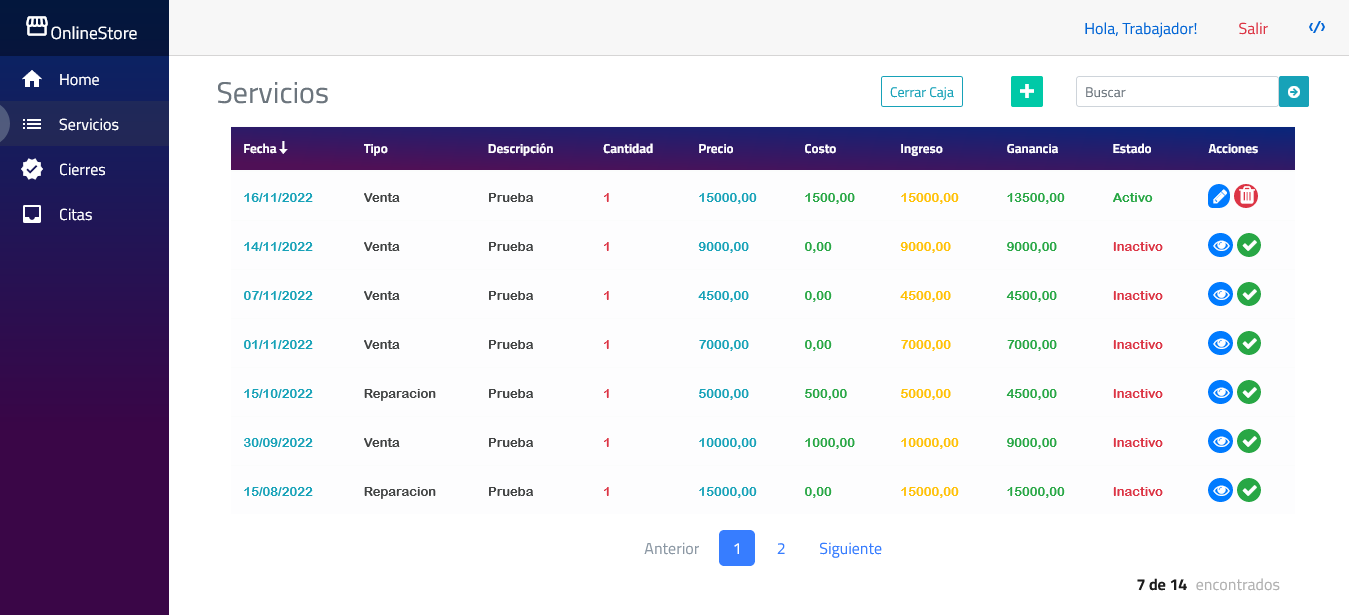 OnlineStore
Hola, Trabajador! Salir </>
Home
Servicios
Cierres
Citas
Servicios Cerrar Caja + Buscar
Fecha Tipo Descripción Cantidad Precio Costo Ingreso Ganancia Estado Acciones
16/11/2022 Venta Prueba 1 15000,00 1500,00 15000,00 13500,00 Activo
14/11/2022 Venta Prueba 1 9000,00 0,00 9000,00 9000,00 Inactivo
07/11/2022 Venta Prueba 1 4500,00 0,00 4500,00 4500,00 Inactivo
01/11/2022 Venta Prueba 1 7000,00 0,00 7000,00 7000,00 Inactivo
15/10/2022 Reparacion Prueba 1 5000,00 500,00 5000,00 4500,00 Inactivo
30/09/2022 Venta Prueba 1 10000,00 1000,00 10000,00 9000,00 Inactivo
15/08/2022 Reparacion Prueba 1 15000,00 0,00 15000,00 15000,00 Inactivo
Anterior 1 2 Siguiente
7 de 14 encontrados